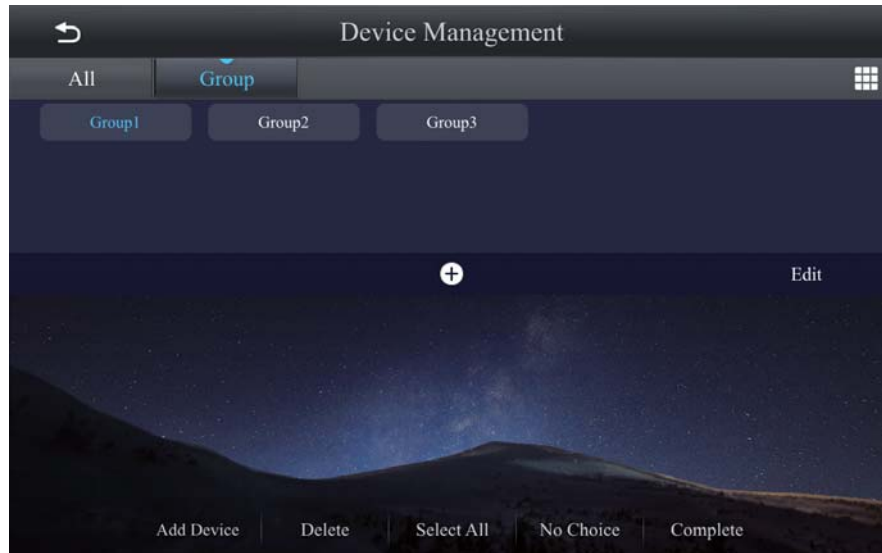 Device Management
All Group
Group1 Group2 Group3
Edit
Add Device Delete Select All No Choice Complete